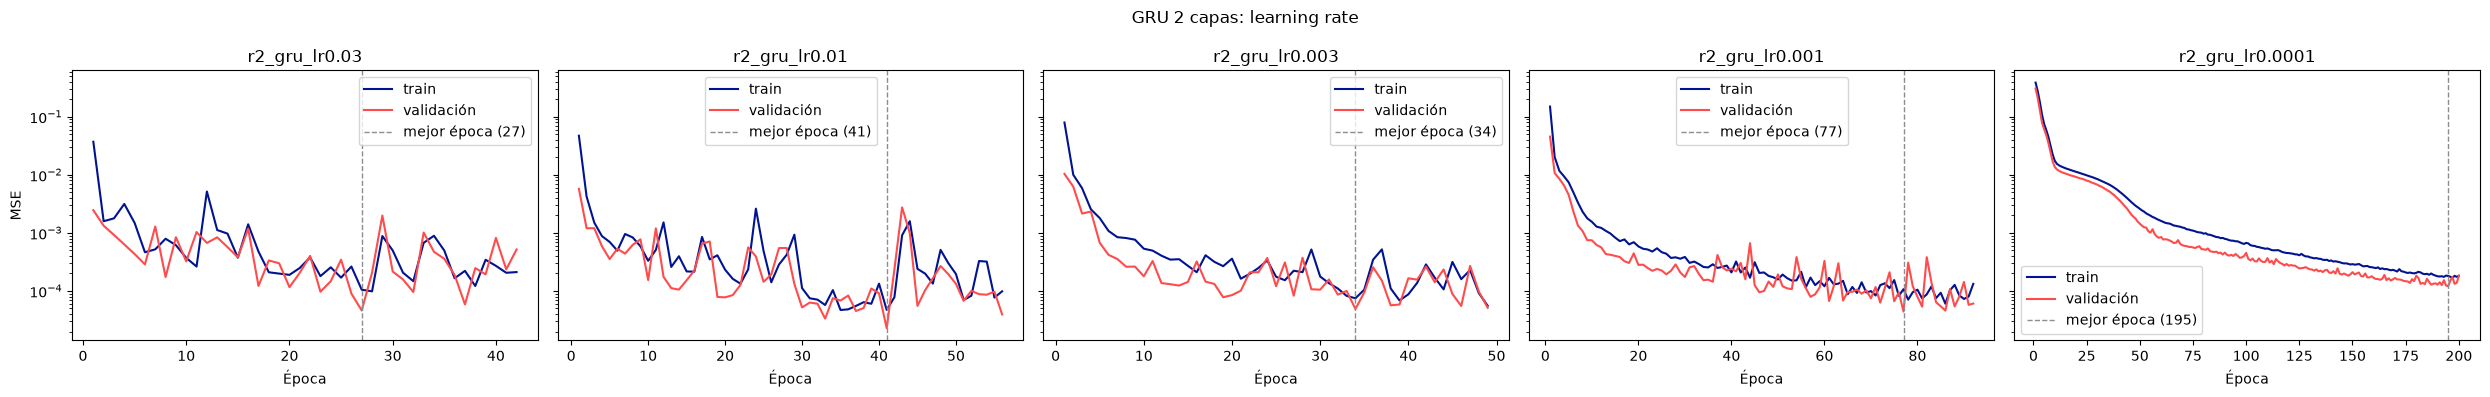 GRU 2 capas: learning rate
r2_gru_lr0.03
MSE
10⁻¹
10⁻²
10⁻³
10⁻⁴
train
validación
mejor época (27)
0 10 20 30 40
Época
r2_gru_lr0.01
train
validación
mejor época (41)
0 10 20 30 40 50
Época
r2_gru_lr0.003
train
validación
mejor época (34)
0 10 20 30 40 50
Época
r2_gru_lr0.001
train
validación
mejor época (77)
0 20 40 60 80
Época
r2_gru_lr0.0001
train
validación
mejor época (195)
0 25 50 75 100 125 150 175 200
Época